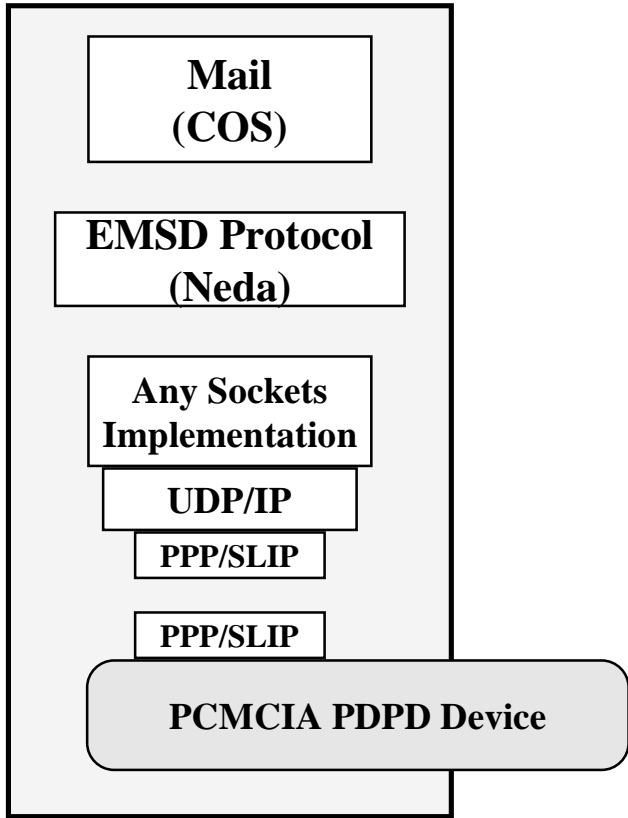 Mail
(COS)
EMSD Protocol
(Neda)
Any Sockets
Implementation
UDP/IP
PPP/SLIP
PPP/SLIP
PCMCIA PDPD Device